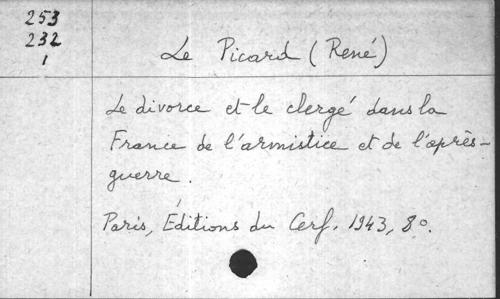 253
232
1
Le Picard (René)
Le divorce et le clergé dans la
France de l'armistice et de l'après-
guerre.
Paris, Éditions du Cerf. 1943, 8º.